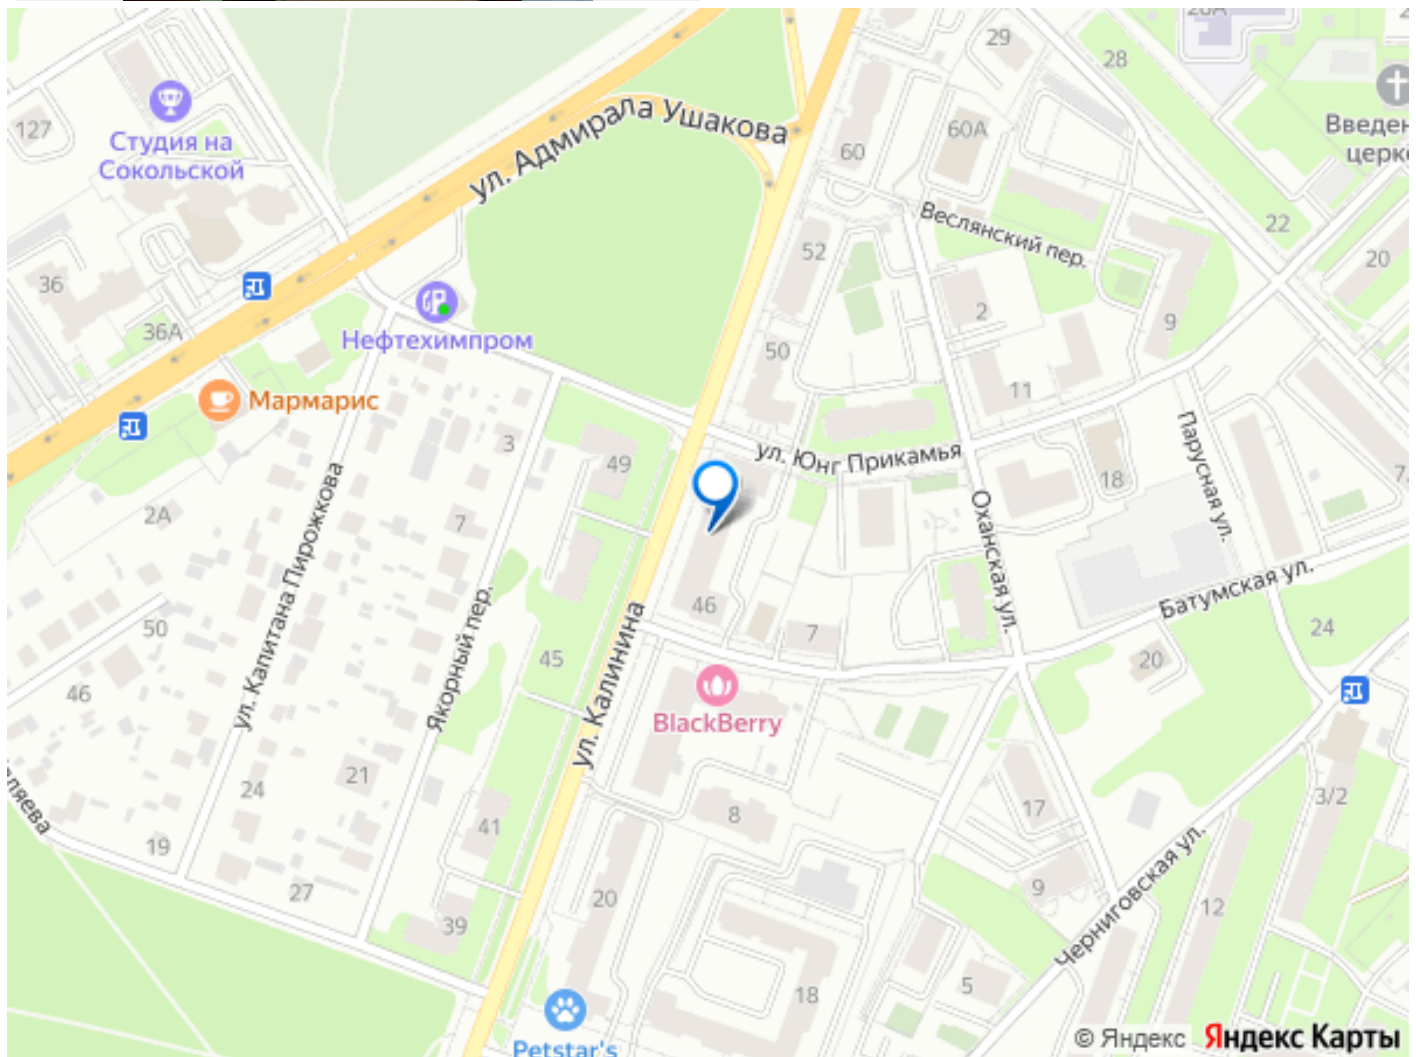 29
28
127
Студия на
Сокольской
ул. Адмирала Ушакова
60
60А
Введен
церк
Веслянский пер.
22
20
36
36А
52
2
9
Нефтехимпром
50
11
Мармарис
3
49
ул. Юнг Прикамья
18
Парусная ул.
7
2А
ул. Капитана Пирожкова
Оханская ул.
Якорный пер.
50
46
45
46
7
Батумская ул.
24
20
ул. Калинина
BlackBerry
24
21
41
8
17
3/2
ляева
19
27
39
20
9
12
Черниговская ул.
18
5
Petstar's
© Яндекс Яндекс Карты